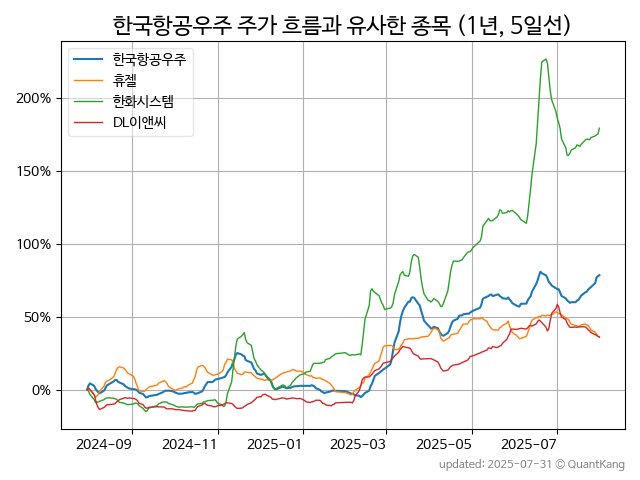 한국항공우주 주가 흐름과 유사한 종목 (1년, 5일선)
한국항공우주
휴젤
한화시스템
DL이앤씨
200%
150%
100%
50%
0%
2024-09 2024-11 2025-01 2025-03 2025-05 2025-07
updated: 2025-07-31 © QuantKang